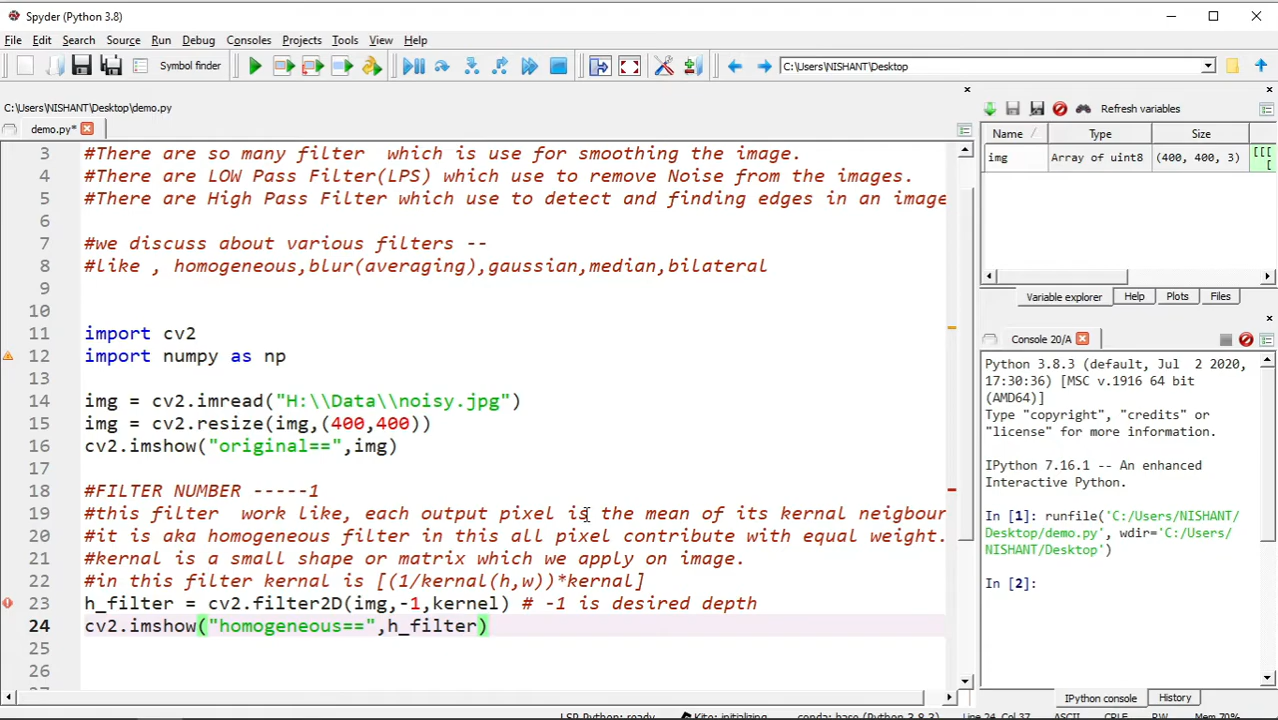 Spyder (Python 3.8)
File Edit Search Source Run Debug Consoles Projects Tools View Help
Symbol finder
C:\Users\NISHANT\Desktop
C:\Users\NISHANT\Desktop\demo.py
demo.py*
3 #There are so many filter which is use for smoothing the image.
4 #There are LOW Pass Filter(LPS) which use to remove Noise from the images.
5 #There are High Pass Filter which use to detect and finding edges in an image
6
7 #we discuss about various filters --
8 #like , homogeneous,blur(averaging),gaussian,median,bilateral
9
10
11 import cv2
12 import numpy as np
13
14 img = cv2.imread("H:\\Data\\noisy.jpg")
15 img = cv2.resize(img,(400,400))
16 cv2.imshow("original==",img)
17
18 #FILTER NUMBER -----1
19 #this filter work like, each output pixel is the mean of its kernal neigbour
20 #it is aka homogeneous filter in this all pixel contribute with equal weight.
21 #kernal is a small shape or matrix which we apply on image.
22 #in this filter kernal is [(1/kernal(h,w))*kernal]
23 h_filter = cv2.filter2D(img,-1,kernel) # -1 is desired depth
24 cv2.imshow("homogeneous==",h_filter)
25
26
Refresh variables
Name Type Size
img Array of uint8 (400, 400, 3) [[[
[
Variable explorer Help Plots Files
Console 20/A
Python 3.8.3 (default, Jul 2 2020,
17:30:36) [MSC v.1916 64 bit
(AMD64)]
Type "copyright", "credits" or
"license" for more information.
IPython 7.16.1 -- An enhanced
Interactive Python.
In [1]: runfile('C:/Users/NISHANT/
Desktop/demo.py', wdir='C:/Users/
NISHANT/Desktop')
In [2]:
IPython console History